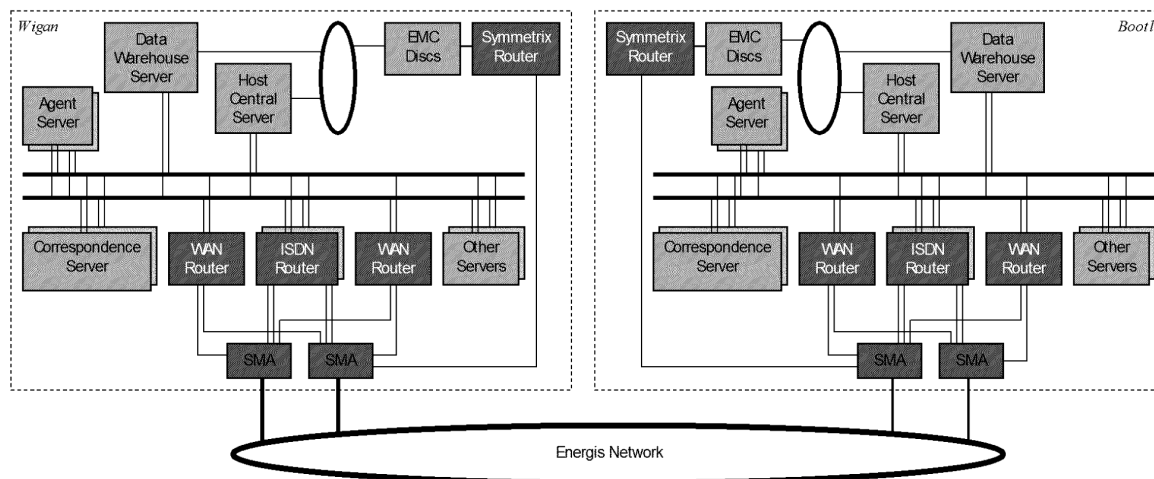 Wigan
Data
Warehouse
Server
EMC
Discs
Symmetrix
Router
Host
Central
Server
Agent
Server
Correspondence
Server
WAN
Router
ISDN
Router
WAN
Router
Other
Servers
SMA
SMA
Symmetrix
Router
EMC
Discs
Data
Warehouse
Server
Bootl
Host
Central
Server
Agent
Server
Correspondence
Server
WAN
Router
ISDN
Router
WAN
Router
Other
Servers
SMA
SMA
Energis Network